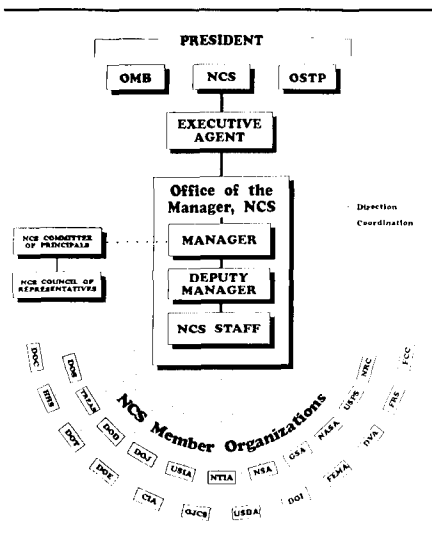 PRESIDENT
OMB
NCS
OSTP
EXECUTIVE
AGENT
Office of the
Manager, NCS
Direction
Coordination
MANAGER
NCS COMMITTEE
OF PRINCIPALS
DEPUTY
MANAGER
NCS COUNCIL OF
REPRESENTATIVES
NCS STAFF
NCS Member Organizations
DOS
TREAS
DOD
DOJ
USIA
NTIA
NSA
GSA
NASA
USPS
NRC
DOC
HHS
DOT
DOE
CIA
OJCS
USDA
DOI
FEMA
DVA
FRS
FCC